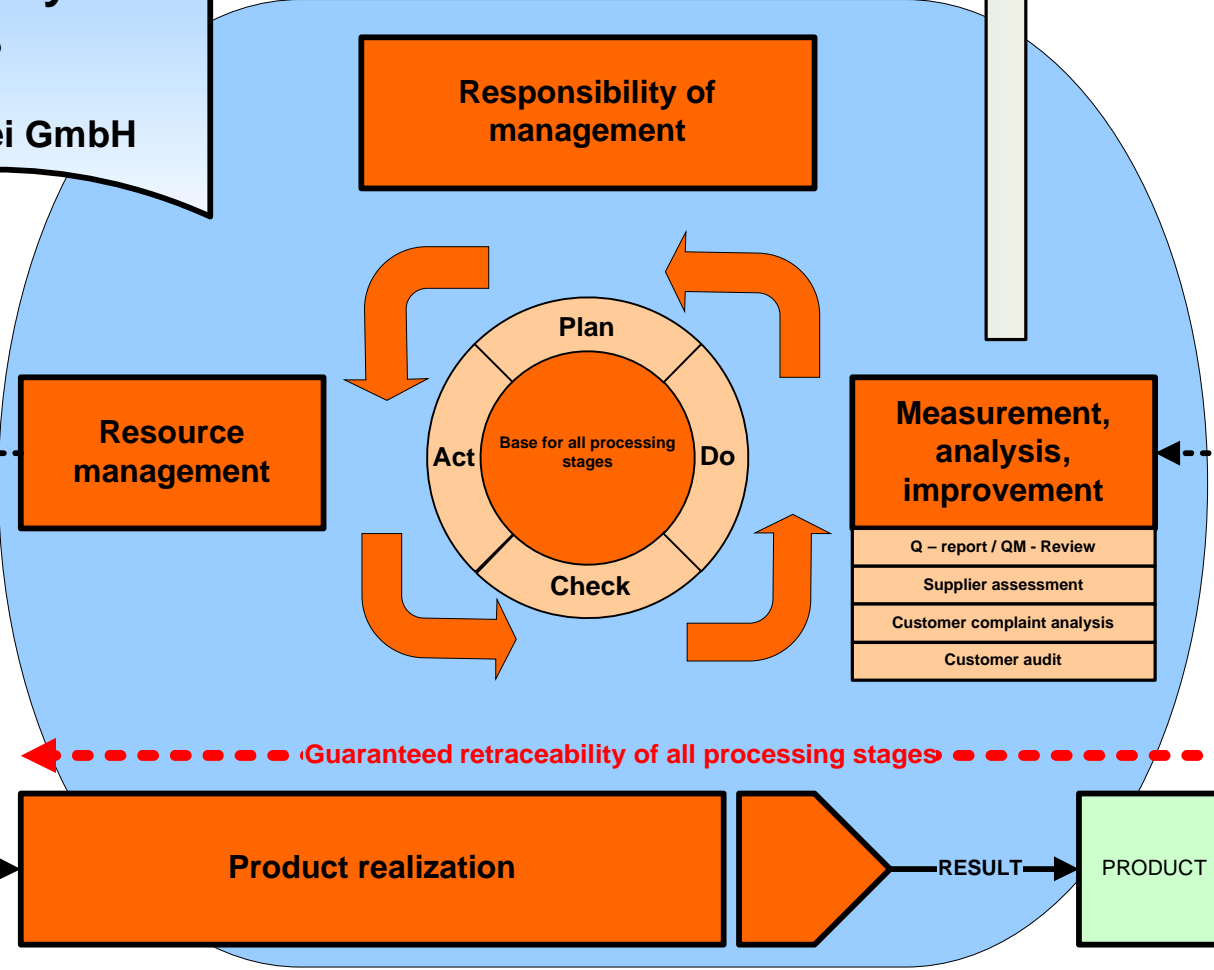 y
s
ei GmbH
Responsibility of
management
Plan
Act
Base for all processing
stages
Do
Check
Resource
management
Measurement,
analysis,
improvement
Q – report / QM - Review
Supplier assessment
Customer complaint analysis
Customer audit
Guaranteed retraceability of all processing stages
Product realization
RESULT
PRODUCT